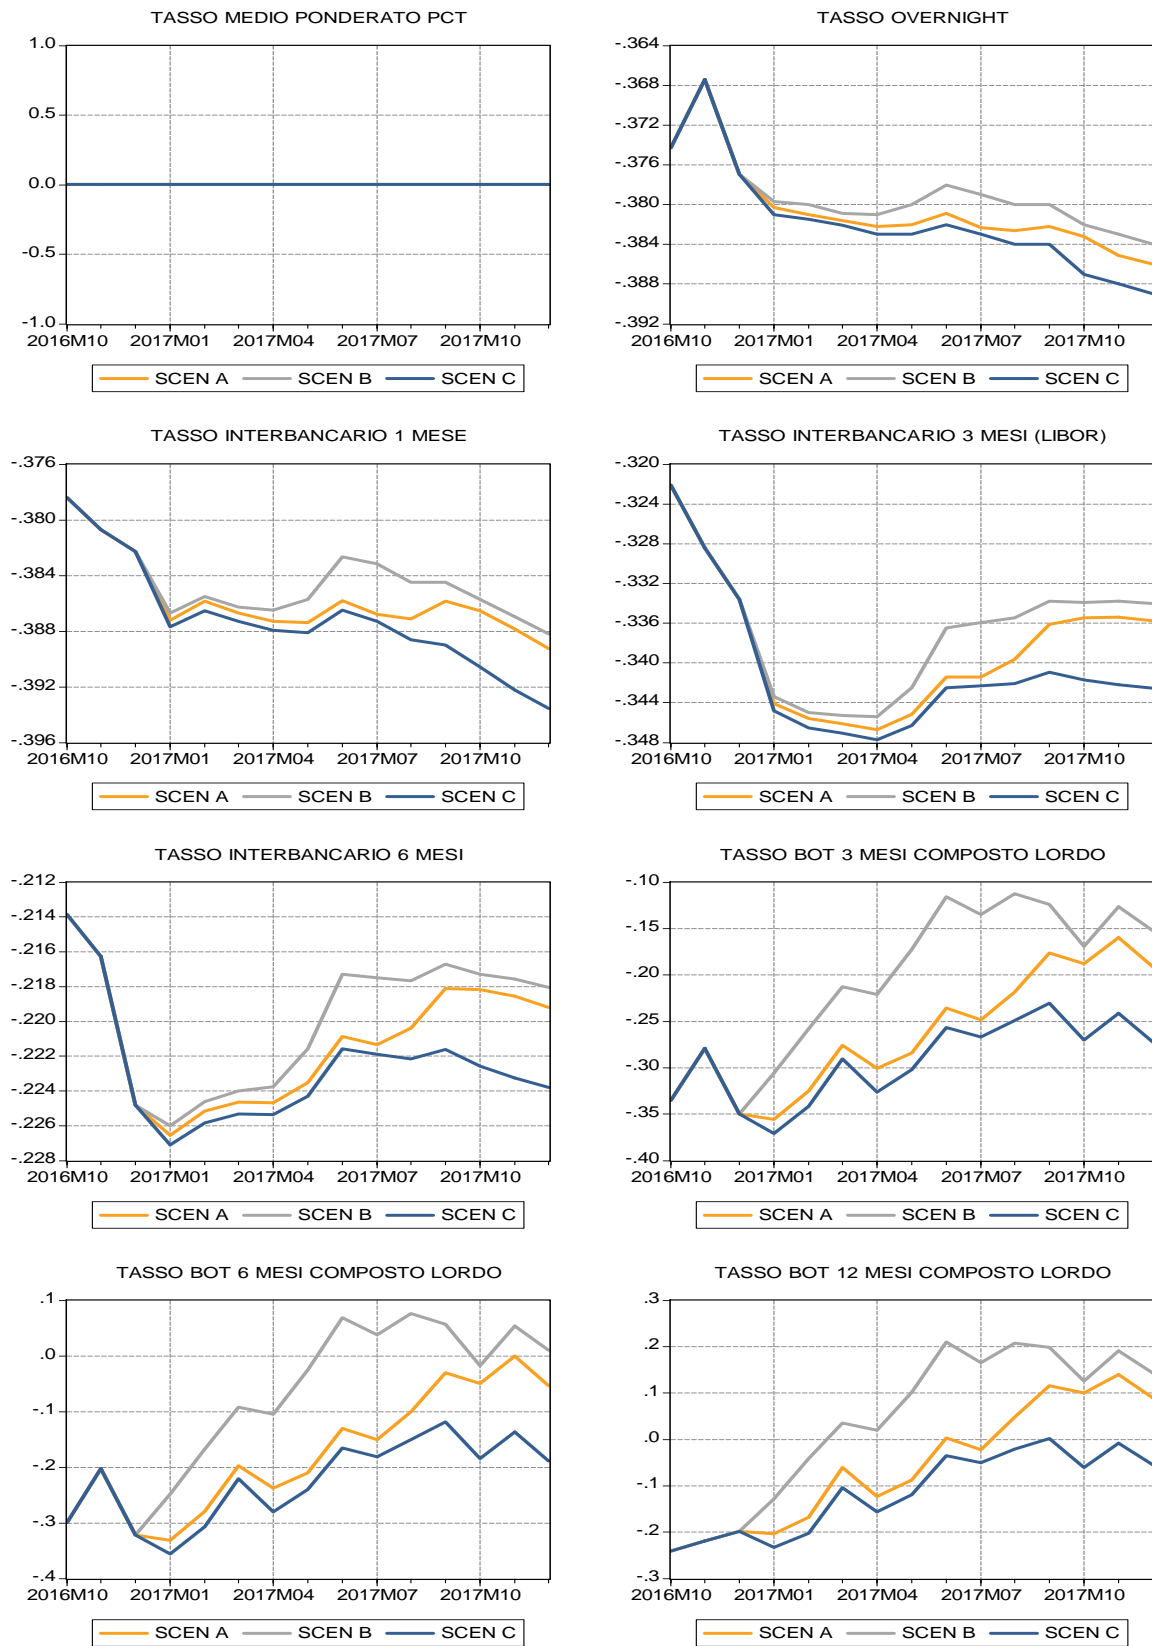 TASSO MEDIO PONDERATO PCT
1.0
0.5
0.0
-0.5
-1.0
2016M10 2017M01 2017M04 2017M07 2017M10
SCEN A SCEN B SCEN C
TASSO OVERNIGHT
-.364
-.368
-.372
-.376
-.380
-.384
-.388
-.392
2016M10 2017M01 2017M04 2017M07 2017M10
SCEN A SCEN B SCEN C
TASSO INTERBANCARIO 1 MESE
-.376
-.380
-.384
-.388
-.392
-.396
2016M10 2017M01 2017M04 2017M07 2017M10
SCEN A SCEN B SCEN C
TASSO INTERBANCARIO 3 MESI (LIBOR)
-.320
-.324
-.328
-.332
-.336
-.340
-.344
-.348
2016M10 2017M01 2017M04 2017M07 2017M10
SCEN A SCEN B SCEN C
TASSO INTERBANCARIO 6 MESI
-.212
-.214
-.216
-.218
-.220
-.222
-.224
-.226
-.228
2016M10 2017M01 2017M04 2017M07 2017M10
SCEN A SCEN B SCEN C
TASSO BOT 3 MESI COMPOSTO LORDO
-.10
-.15
-.20
-.25
-.30
-.35
-.40
2016M10 2017M01 2017M04 2017M07 2017M10
SCEN A SCEN B SCEN C
TASSO BOT 6 MESI COMPOSTO LORDO
.1
.0
-.1
-.2
-.3
-.4
2016M10 2017M01 2017M04 2017M07 2017M10
SCEN A SCEN B SCEN C
TASSO BOT 12 MESI COMPOSTO LORDO
.3
.2
.1
.0
-.1
-.2
-.3
2016M10 2017M01 2017M04 2017M07 2017M10
SCEN A SCEN B SCEN C